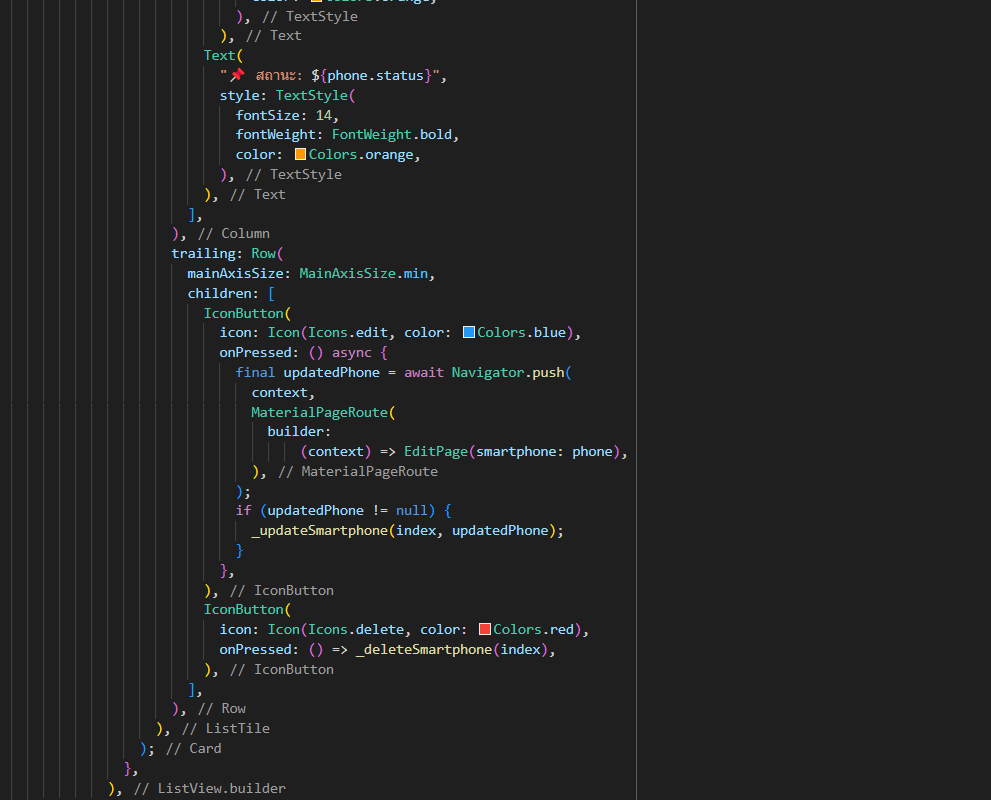 ), // TextStyle
), // Text
Text(
"📌 สถานะ: ${phone.status}",
style: TextStyle(
fontSize: 14,
fontWeight: FontWeight.bold,
color: Colors.orange,
), // TextStyle
), // Text
],
), // Column
trailing: Row(
mainAxisSize: MainAxisSize.min,
children: [
IconButton(
icon: Icon(Icons.edit, color: Colors.blue),
onPressed: () async {
final updatedPhone = await Navigator.push(
context,
MaterialPageRoute(
builder:
(context) => EditPage(smartphone: phone),
), // MaterialPageRoute
);
if (updatedPhone != null) {
_updateSmartphone(index, updatedPhone);
}
},
), // IconButton
IconButton(
icon: Icon(Icons.delete, color: Colors.red),
onPressed: () => _deleteSmartphone(index),
), // IconButton
],
), // Row
), // ListTile
); // Card
},
), // ListView.builder